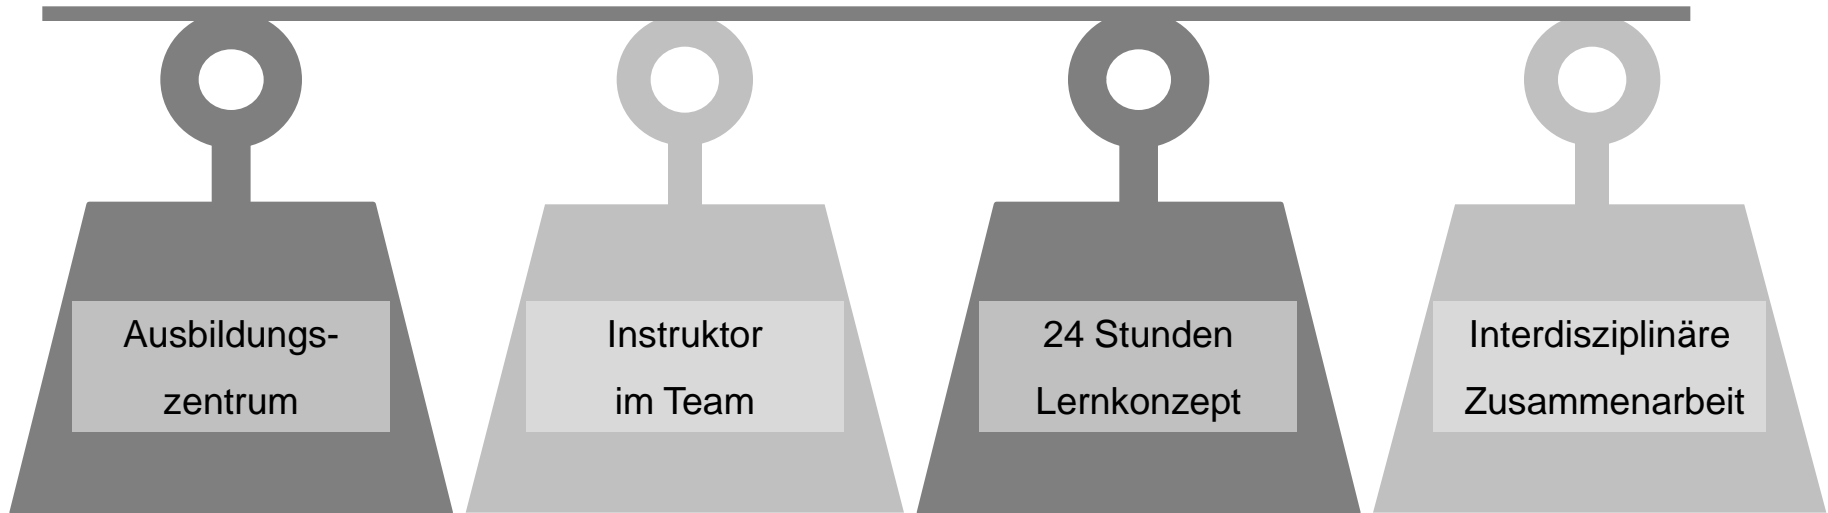 Ausbildungs-
zentrum
Instruktor
im Team
24 Stunden
Lernkonzept
Interdisziplinäre
Zusammenarbeit